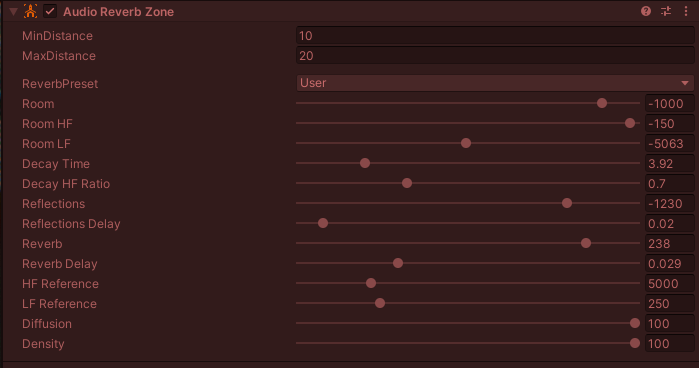 Audio Reverb Zone
MinDistance 10
MaxDistance 20
ReverbPreset User
Room -1000
Room HF -150
Room LF -5063
Decay Time 3.92
Decay HF Ratio 0.7
Reflections -1230
Reflections Delay 0.02
Reverb 238
Reverb Delay 0.029
HF Reference 5000
LF Reference 250
Diffusion 100
Density 100